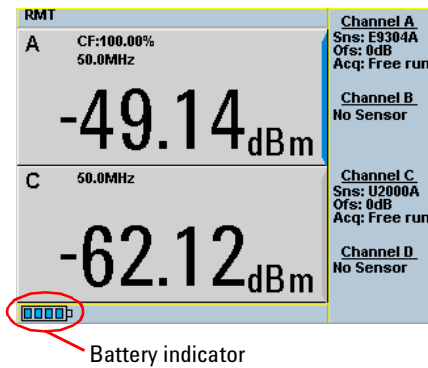 RMT
A
CF:100.00%
50.0MHz
-49.14dBm
C
50.0MHz
-62.12dBm
Channel A
Sns: E9304A
Ofs: 0dB
Acq: Free run
Channel B
No Sensor
Channel C
Sns: U2000A
Ofs: 0dB
Acq: Free run
Channel D
No Sensor
Battery indicator